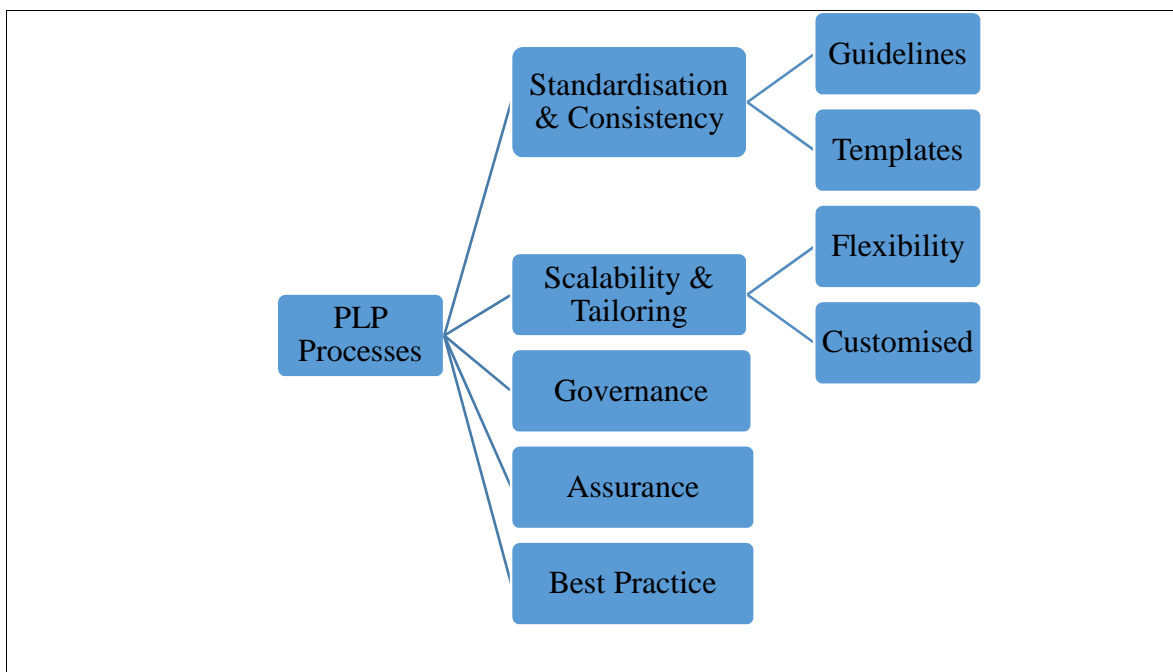 PLP
Processes
Standardisation
& Consistency
Guidelines
Templates
Scalability &
Tailoring
Flexibility
Customised
Governance
Assurance
Best Practice